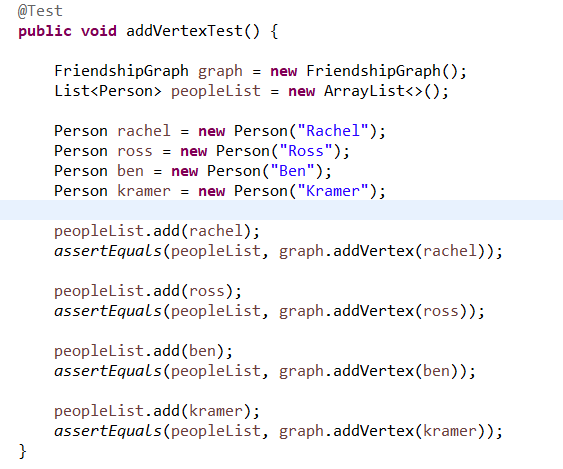 @Test
public void addVertexTest() {
FriendshipGraph graph = new FriendshipGraph();
List<Person> peopleList = new ArrayList<>();
Person rachel = new Person("Rachel");
Person ross = new Person("Ross");
Person ben = new Person("Ben");
Person kramer = new Person("Kramer");
peopleList.add(rachel);
assertEquals(peopleList, graph.addVertex(rachel));
peopleList.add(ross);
assertEquals(peopleList, graph.addVertex(ross));
peopleList.add(ben);
assertEquals(peopleList, graph.addVertex(ben));
peopleList.add(kramer);
assertEquals(peopleList, graph.addVertex(kramer));
}